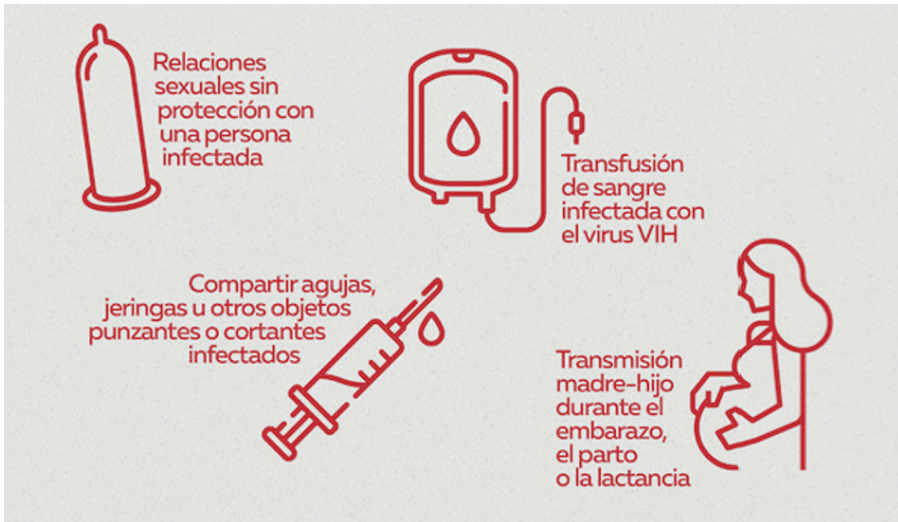 Relaciones
sexuales sin
protección con
una persona
infectada
Transfusión
de sangre
infectada con
el virus VIH
Compartir agujas,
jeringas u otros objetos
punzantes o cortantes
infectados
Transmisión
madre-hijo
durante el
embarazo,
el parto
o la lactancia